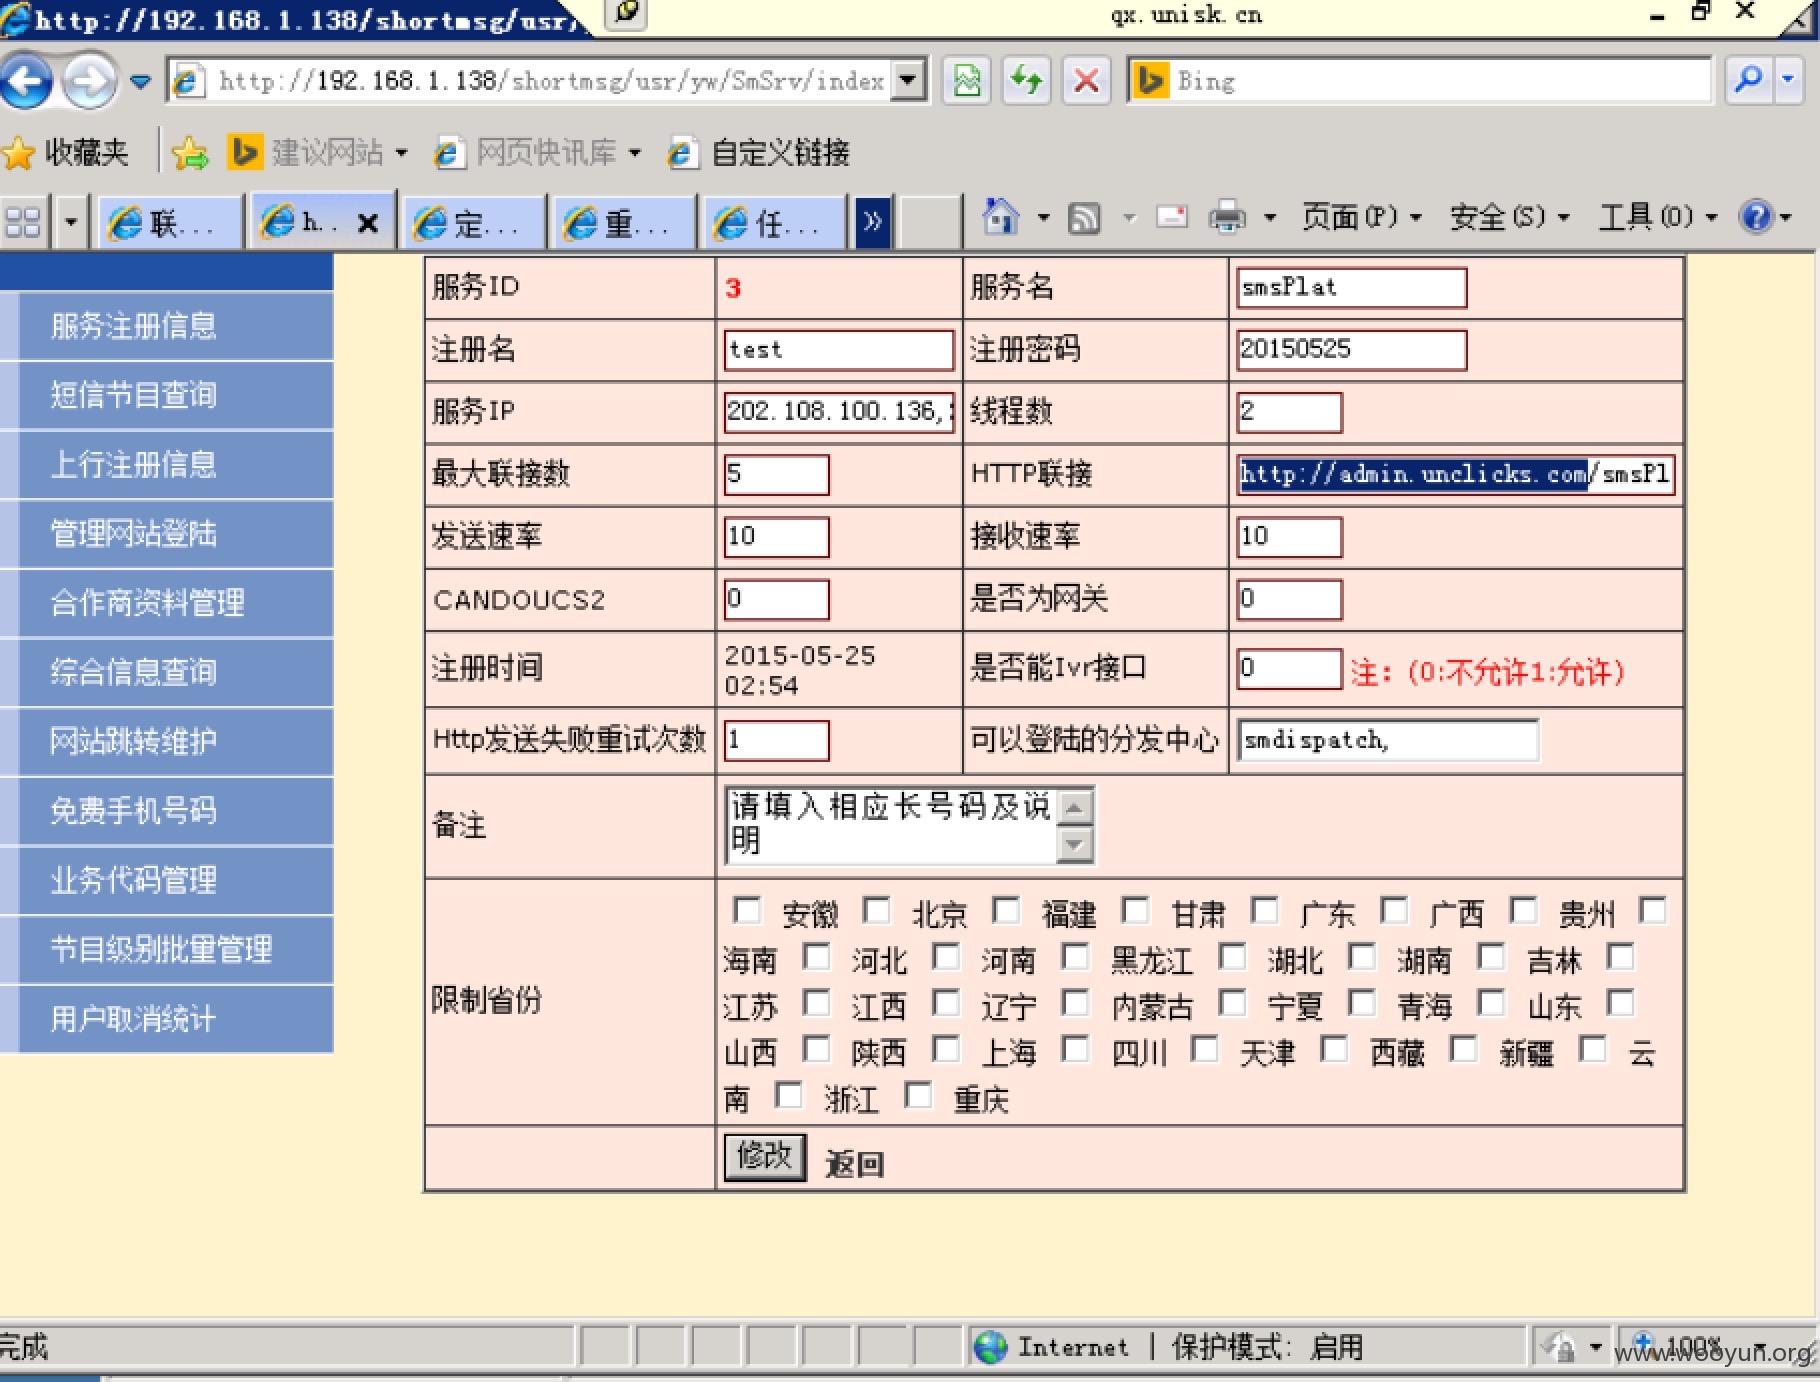 http://192.168.1.138/shortmsg/usr/
qx.unisk.cn
http://192.168.1.138/shortmsg/usr/yw/SmSrv/index
Bing
收藏夹 建议网站 网页快讯库 自定义链接
联... h.. 定... 重... 任... » 页面(P) 安全(S) 工具(O)
服务注册信息
短信节目查询
上行注册信息
管理网站登陆
合作商资料管理
综合信息查询
网站跳转维护
免费手机号码
业务代码管理
节目级别批量管理
用户取消统计
服务ID 3 服务名 smsPlat
注册名 test 注册密码 20150525
服务IP 202.108.100.136, 线程数 2
最大联接数 5 HTTP联接 http://admin.unclicks.com/smsPl
发送速率 10 接收速率 10
CANDOUCS2 0 是否为网关 0
注册时间 2015-05-25 02:54 是否能Ivr接口 0 注：(0:不允许1:允许)
Http发送失败重试次数 1 可以登陆的分发中心 smdispatch,
备注 请填入相应长号码及说
明
限制省份
安徽 北京 福建 甘肃 广东 广西 贵州
海南 河北 河南 黑龙江 湖北 湖南 吉林
江苏 江西 辽宁 内蒙古 宁夏 青海 山东
山西 陕西 上海 四川 天津 西藏 新疆 云
南 浙江 重庆
修改 返回
完成 Internet | 保护模式: 启用 100%
www.wooyun.org